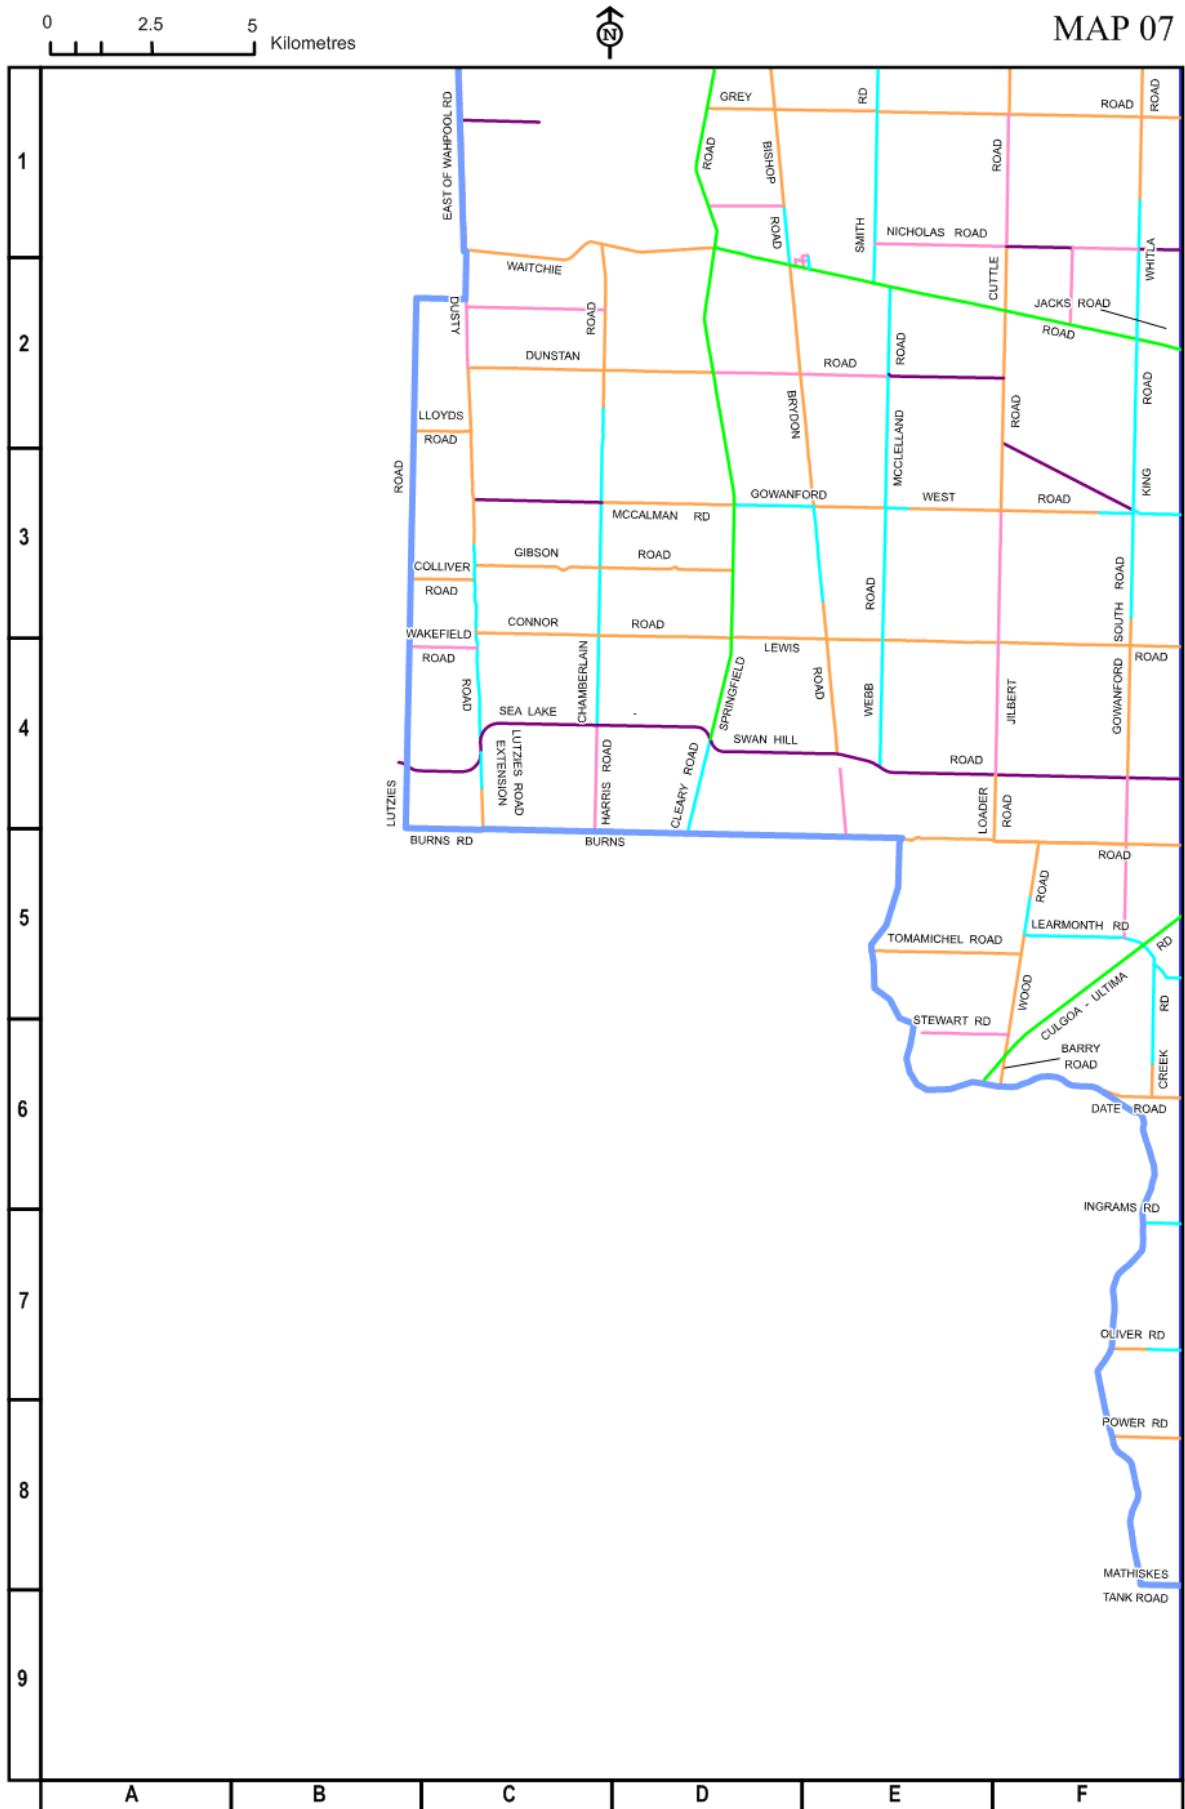 0 2.5 5 Kilometres
N
MAP 07
EAST OF WAHPOOL RD
GREY
RD
ROAD
ROAD
1
ROAD
BISHOP
ROAD
ROAD
SMITH
NICHOLAS ROAD
WHITLA
WAITCHIE
CUTTLE
DUSTY
ROAD
JACKS ROAD
ROAD
2
DUNSTAN
ROAD
ROAD
LLOYDS
ROAD
BRYDON
ROAD
ROAD
MCCLELLAND
ROAD
KING
GOWANFORD
WEST
ROAD
MCCALMAN RD
3
GIBSON
ROAD
COLLIVER
ROAD
ROAD
ROAD
SOUTH
CONNOR
ROAD
WAKEFIELD
ROAD
LEWIS
ROAD
CHAMBERLAIN
SPRINGFIELD
ROAD
WEBB
JILBERT
GOWANFORD
ROAD
4
SEA LAKE
-
SWAN HILL
ROAD
LUTZIES ROAD
EXTENSION
HARRIS ROAD
CLEARY ROAD
LUTZIES
LOADER
ROAD
BURNS RD
BURNS
ROAD
5
ROAD
LEARMONTH RD
TOMAMICHEL ROAD
RD
WOOD
CULGOA - ULTIMA
RD
STEWART RD
BARRY
ROAD
CREEK
6
DATE ROAD
INGRAMS RD
7
OLIVER RD
POWER RD
8
MATHISKES
TANK ROAD
9
A B C D E F